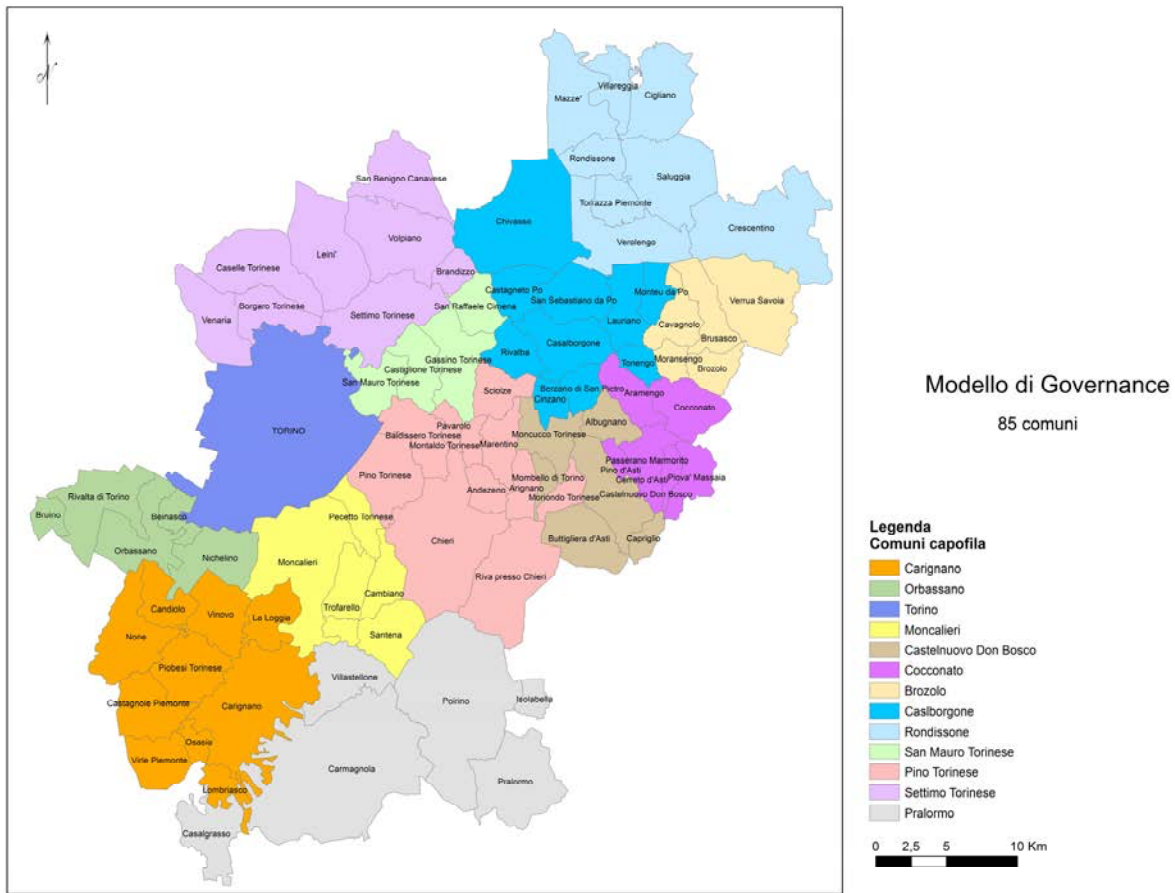 Villareggia
Mazze'
Cigliano
Rondissone
San Benigno Canavese
Saluggia
Torrazza Piemonte
Chivasso
Crescentino
Volpiano
Verolengo
Leini'
Caselle Torinese
Brandizzo
Castagneto Po
Monteu da Po
San Raffaele Cimena
San Sebastiano da Po
Verrua Savoia
Borgaro Torinese
Venaria
Settimo Torinese
Lauriano
Cavagnolo
Brusasco
Casalborgone
Rivalba
Gassino Torinese
Tonengo
Moransengo
Castiglione Torinese
Brozolo
San Mauro Torinese
Sciolze
Berzano di San Pietro
Cinzano
Aramengo
Cocconato
Albugnano
Pavarolo
Baldissero Torinese
Moncucco Torinese
Montaldo Torinese
Marentino
TORINO
Passerano Marmorito
Pino Torinese
Pino d'Asti
Mombello di Torino
Cerreto d'Asti
Piova' Massaia
Andezeno
Arignano
Moriondo Torinese
Castelnuovo Don Bosco
Rivalta di Torino
Bruino
Beinasco
Pecetto Torinese
Orbassano
Chieri
Buttigliera d'Asti
Capriglio
Nichelino
Moncalieri
Riva presso Chieri
Cambiano
Candiolo
Vinovo
La Loggia
Trofarello
None
Santena
Piobesi Torinese
Villastellone
Castagnole Piemonte
Carignano
Poirino
Isolabella
Osasio
Virle Piemonte
Carmagnola
Pralormo
Lombriasco
Casalgrasso
Modello di Governance
85 comuni
Legenda
Comuni capofila
Carignano
Orbassano
Torino
Moncalieri
Castelnuovo Don Bosco
Cocconato
Brozolo
Caslborgone
Rondissone
San Mauro Torinese
Pino Torinese
Settimo Torinese
Pralormo
0 2,5 5 10 Km